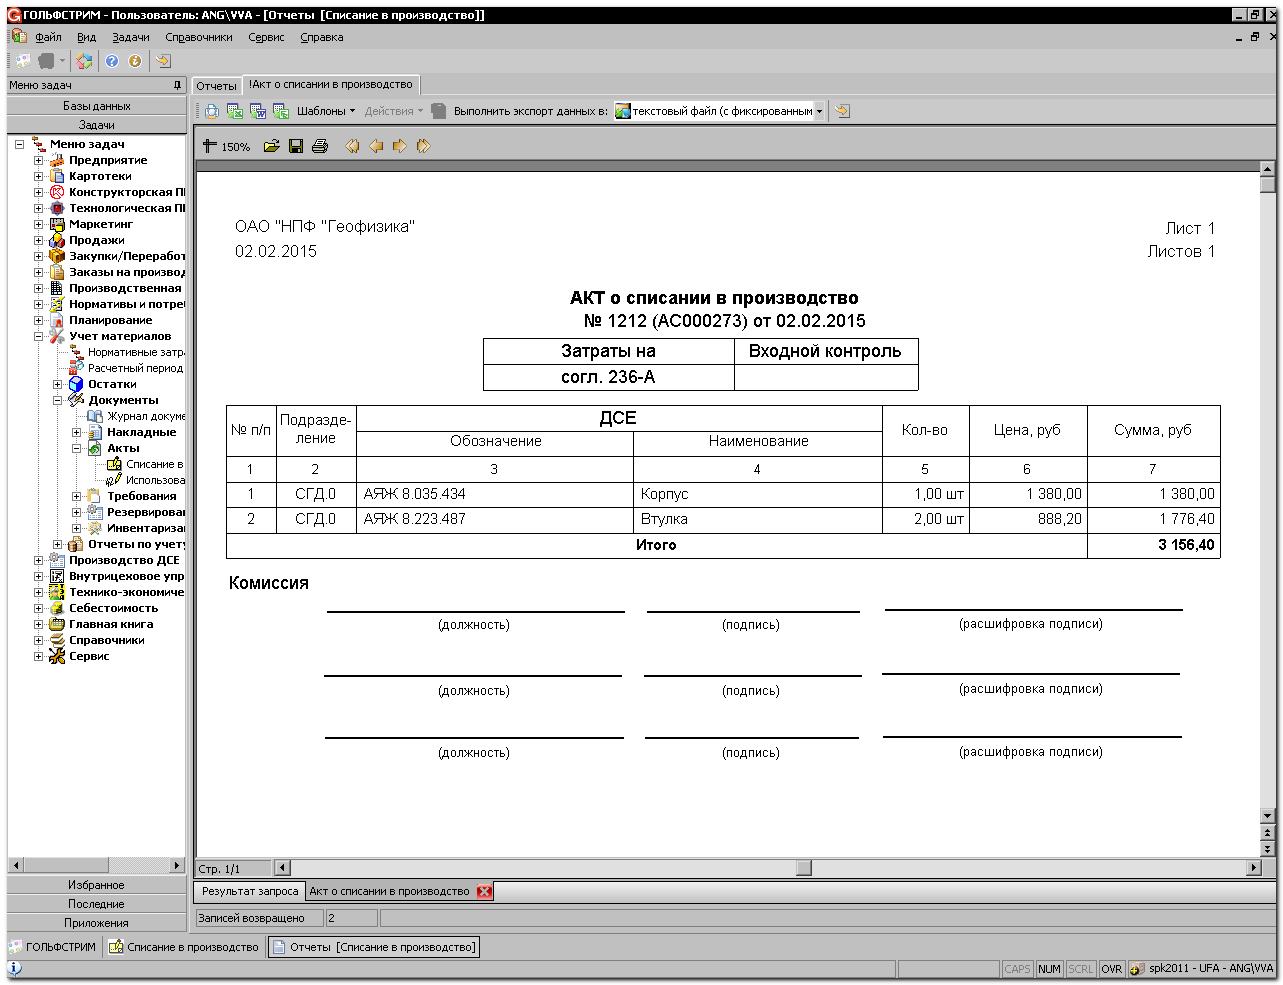 ГОЛЬФСТРИМ - Пользователь: ANG\VVA - [Отчеты [Списание в производство]]
Файл Вид Задачи Справочники Сервис Справка
Меню задач
Базы данных
Задачи
Меню задач
Предприятие
Картотеки
Конструкторская П
Технологическая П
Маркетинг
Продажи
Закупки/Переработ
Заказы на производ
Производственная
Нормативы и потре
Планирование
Учет материалов
Нормативные затра
Расчетный период
Остатки
Документы
Журнал докуме
Накладные
Акты
Списание в
Использова
Требования
Резервирован
Инвентариза
Отчеты по учету
Производство ДСЕ
Внутрицеховое упр
Технико-экономиче
Себестоимость
Главная книга
Справочники
Сервис
Избранное
Последние
Приложения
Отчеты !Акт о списании в производство
Шаблоны Действия Выполнить экспорт данных в: текстовый файл (с фиксированным
150%
ОАО "НПФ "Геофизика" Лист 1
02.02.2015 Листов 1
АКТ о списании в производство
№ 1212 (АС000273) от 02.02.2015
Затраты на Входной контроль
согл. 236-А
№ п/п Подразде-ление ДСЕ Кол-во Цена, руб Сумма, руб
Обозначение Наименование
1 2 3 4 5 6 7
1 СГД.0 АЯЖ 8.035.434 Корпус 1,00 шт 1 380,00 1 380,00
2 СГД.0 АЯЖ 8.223.487 Втулка 2,00 шт 888,20 1 776,40
Итого 3 156,40
Комиссия
(должность) (подпись) (расшифровка подписи)
(должность) (подпись) (расшифровка подписи)
(должность) (подпись) (расшифровка подписи)
Стр. 1/1
Результат запроса Акт о списании в производство
Записей возвращено 2
ГОЛЬФСТРИМ Списание в производство Отчеты [Списание в производство]
CAPS NUM SCRL OVR spk2011 - UFA - ANG\VVA